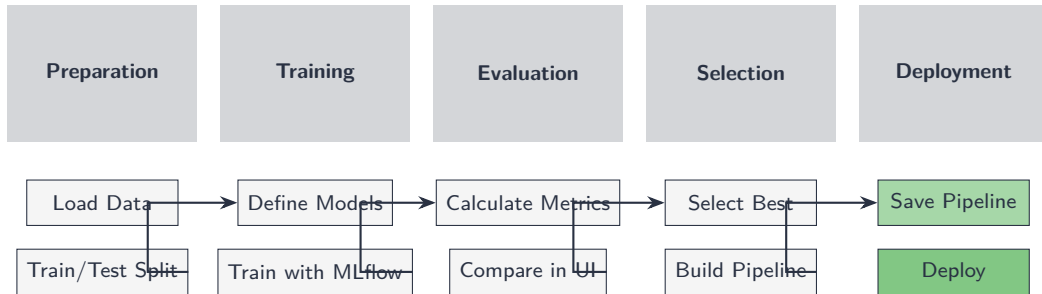 Preparation
Training
Evaluation
Selection
Deployment
Load Data
Define Models
Calculate Metrics
Select Best
Save Pipeline
Train/Test Split
Train with MLflow
Compare in UI
Build Pipeline
Deploy